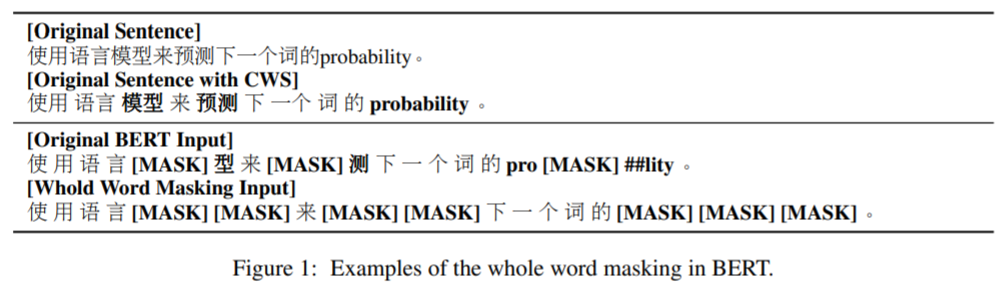 [Original Sentence]
使用语言模型来预测下一个词的probability。
[Original Sentence with CWS]
使用 语言 模型 来 预测 下 一个 词 的 probability 。
[Original BERT Input]
使 用 语 言 [MASK] 型 来 [MASK] 测 下 一 个 词 的 pro [MASK] ##lity 。
[Whold Word Masking Input]
使 用 语 言 [MASK] [MASK] 来 [MASK] [MASK] 下 一 个 词 的 [MASK] [MASK] [MASK] 。
Figure 1: Examples of the whole word masking in BERT.